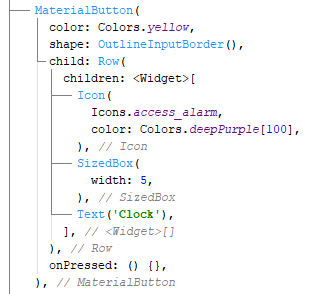 MaterialButton(
color: Colors.yellow,
shape: OutlineInputBorder(),
child: Row(
children: <Widget>[
Icon(
Icons.access_alarm,
color: Colors.deepPurple[100],
), // Icon
SizedBox(
width: 5,
), // SizedBox
Text('Clock'),
], // <Widget>[]
), // Row
onPressed: () {},
), // MaterialButton